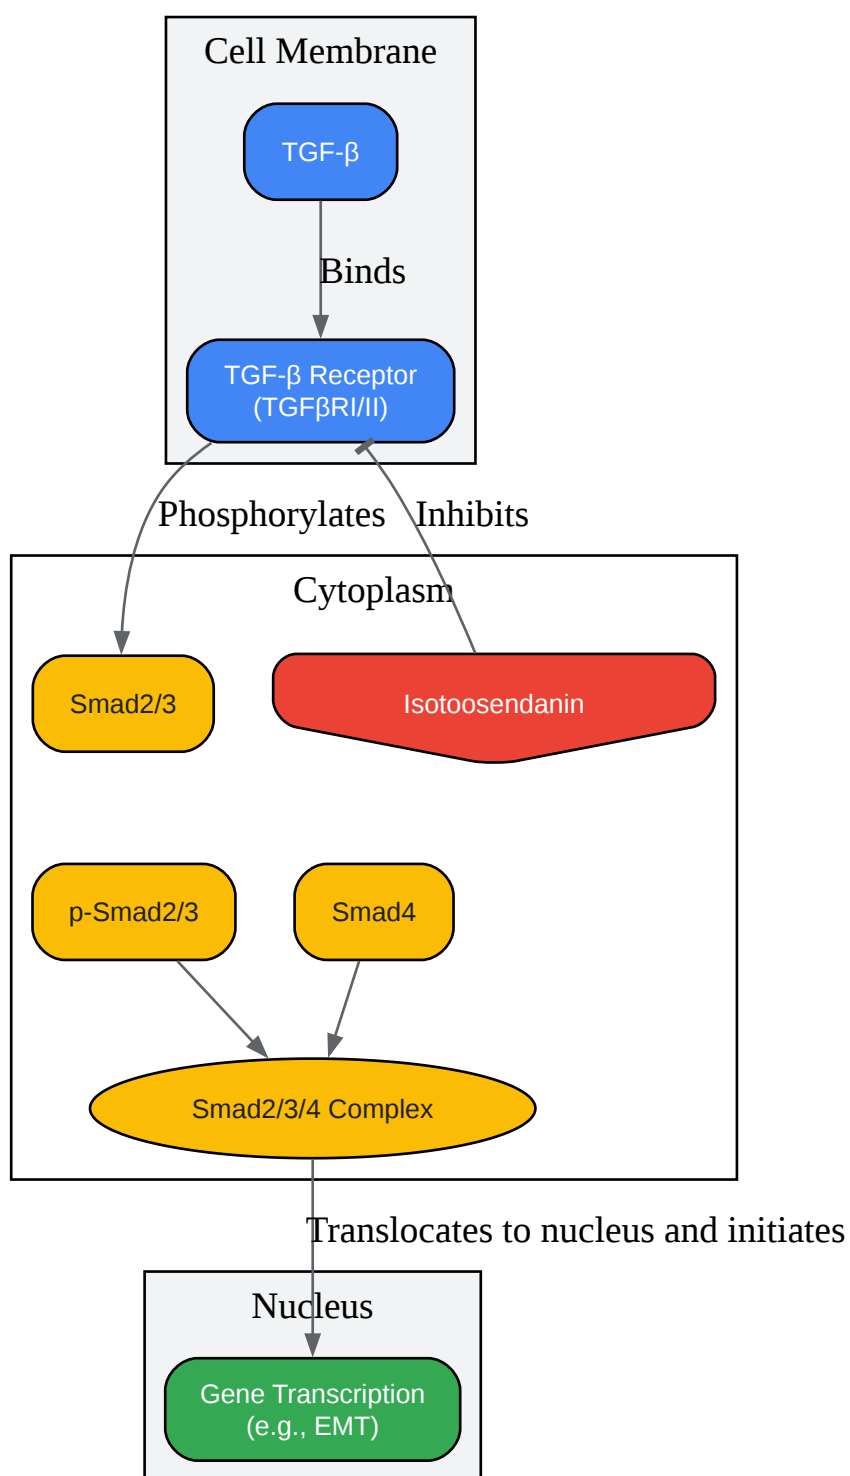 Cell Membrane
TGF-β
Binds
TGF-β Receptor
(TGFβRI/II)
Phosphorylates
Inhibits
Cytoplasm
Smad2/3
Isotoosendanin
p-Smad2/3
Smad4
Smad2/3/4 Complex
Translocates to nucleus and initiates
Nucleus
Gene Transcription
(e.g., EMT)